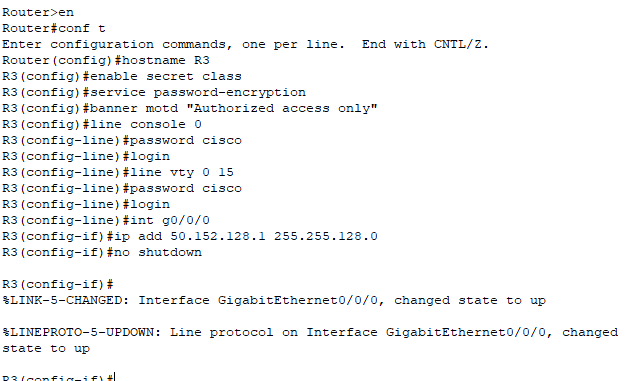 Router>en
Router#conf t
Enter configuration commands, one per line.  End with CNTL/Z.
Router(config)#hostname R3
R3(config)#enable secret class
R3(config)#service password-encryption
R3(config)#banner motd "Authorized access only"
R3(config)#line console 0
R3(config-line)#password cisco
R3(config-line)#login
R3(config-line)#line vty 0 15
R3(config-line)#password cisco
R3(config-line)#login
R3(config-line)#int g0/0/0
R3(config-if)#ip add 50.152.128.1 255.255.128.0
R3(config-if)#no shutdown
R3(config-if)#
%LINK-5-CHANGED: Interface GigabitEthernet0/0/0, changed state to up
%LINEPROTO-5-UPDOWN: Line protocol on Interface GigabitEthernet0/0/0, changed
state to up
R3(config-if)#